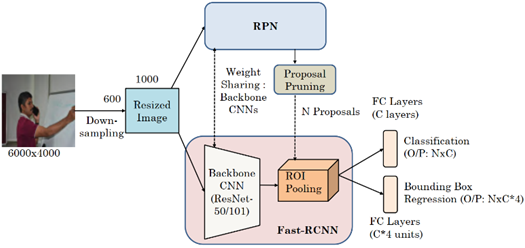 RPN
1000
600
Resized
Image
Down-
sampling
6000x4000
Weight
Sharing :
Backbone
CNNs
Proposal
Pruning
N Proposals
Backbone
CNN
(ResNet-
50/101)
ROI
Pooling
Fast-RCNN
FC Layers
(C layers)
Classification
(O/P: NxC)
Bounding Box
Regression (O/P: NxC*4)
FC Layers
(C*4 units)